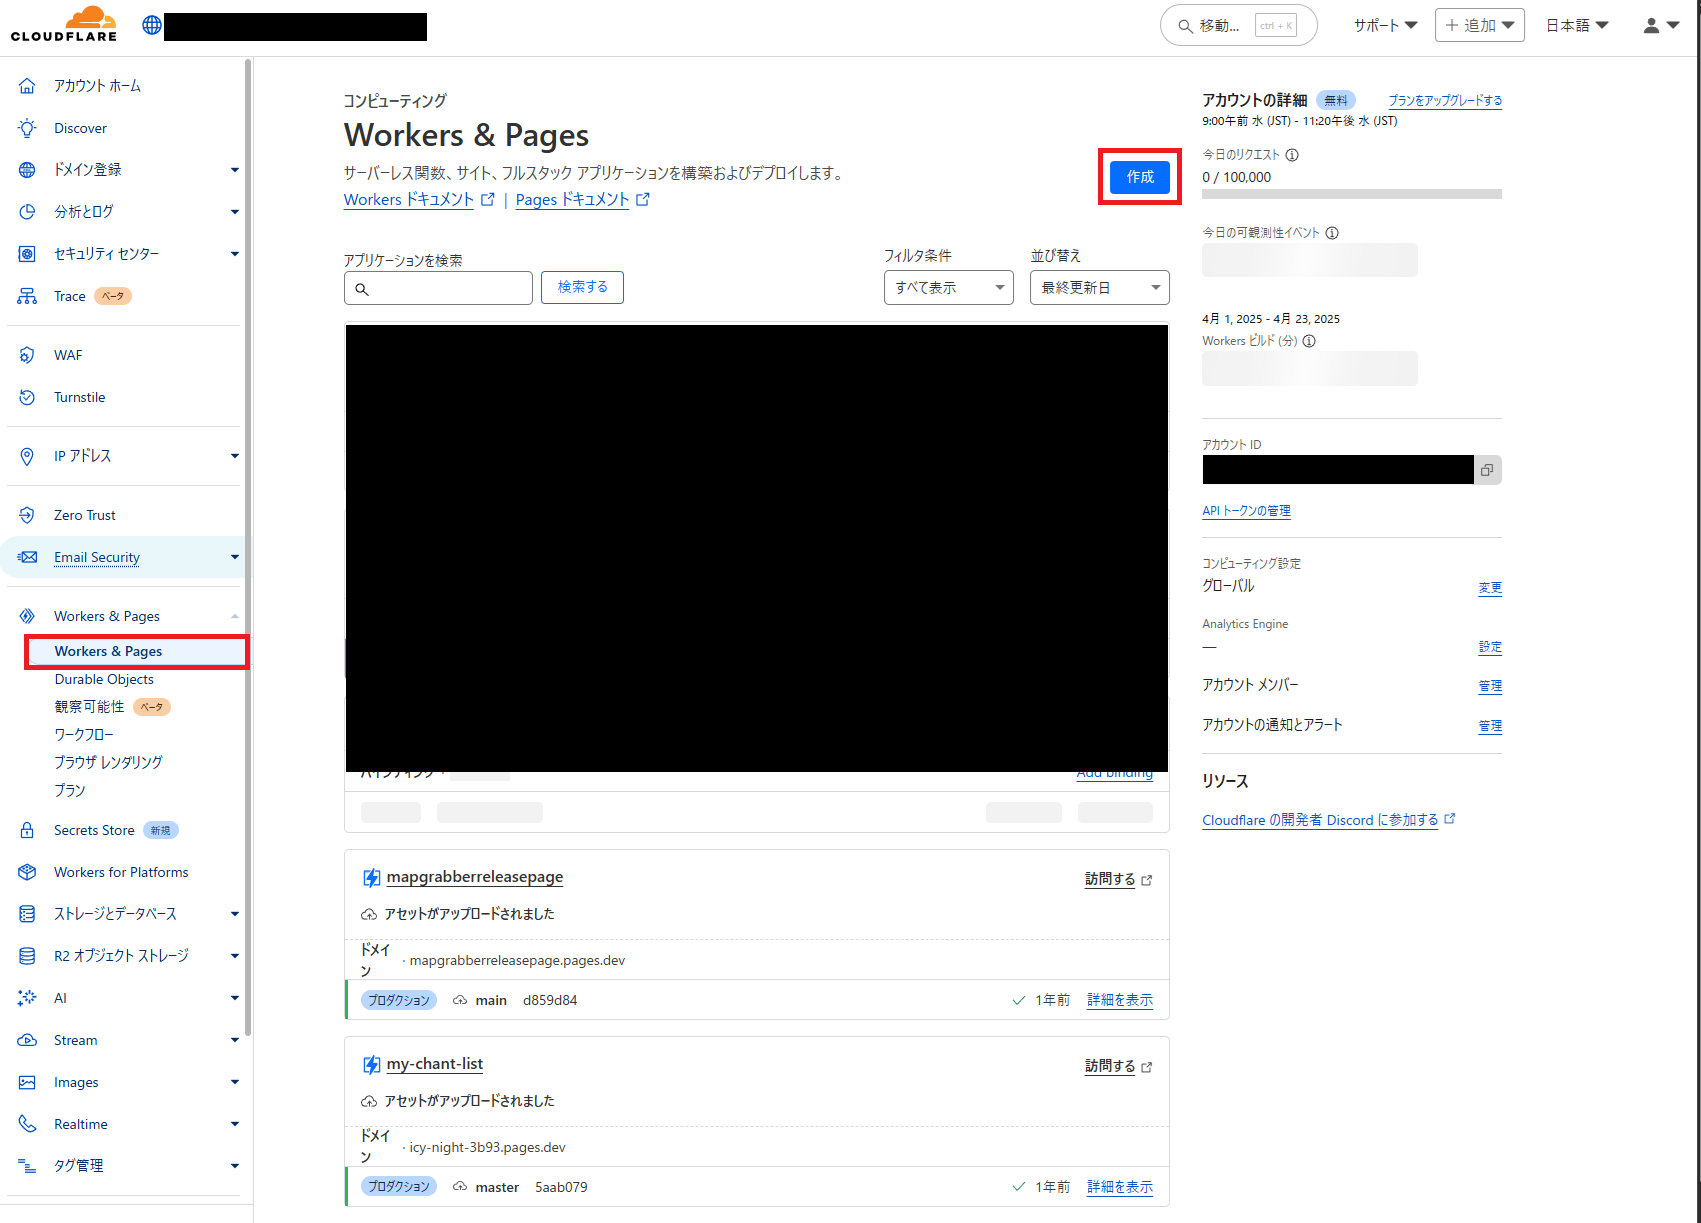 CLOUDFLARE
移動... ctrl + K
サポート
追加
日本語
アカウント ホーム
Discover
ドメイン登録
分析とログ
セキュリティ センター
Trace ベータ
WAF
Turnstile
IP アドレス
Zero Trust
Email Security
Workers & Pages
Workers & Pages
Durable Objects
観察可能性 ベータ
ワークフロー
ブラウザ レンダリング
プラン
Secrets Store 新規
Workers for Platforms
ストレージとデータベース
R2 オブジェクト ストレージ
AI
Stream
Images
Realtime
タグ管理
コンピューティング
Workers & Pages
サーバーレス関数、サイト、フルスタック アプリケーションを構築およびデプロイします。
Workers ドキュメント | Pages ドキュメント
作成
アプリケーションを検索
検索する
フィルタ条件
すべて表示
並び替え
最終更新日
バインディング ·
Add binding
mapgrabberreleasepage
訪問する
アセットがアップロードされました
ドメイン · mapgrabberreleasepage.pages.dev
プロダクション main d859d84 1年前 詳細を表示
my-chant-list
訪問する
アセットがアップロードされました
ドメイン · icy-night-3b93.pages.dev
プロダクション master 5aab079 1年前 詳細を表示
アカウントの詳細 無料 プランをアップグレードする
9:00午前 水 (JST) - 11:20午後 水 (JST)
今日のリクエスト
0 / 100,000
今日の可観測性イベント
4月 1, 2025 - 4月 23, 2025
Workers ビルド (分)
アカウント ID
API トークンの管理
コンピューティング設定
グローバル 変更
Analytics Engine
— 設定
アカウント メンバー 管理
アカウントの通知とアラート 管理
リソース
Cloudflare の開発者 Discord に参加する